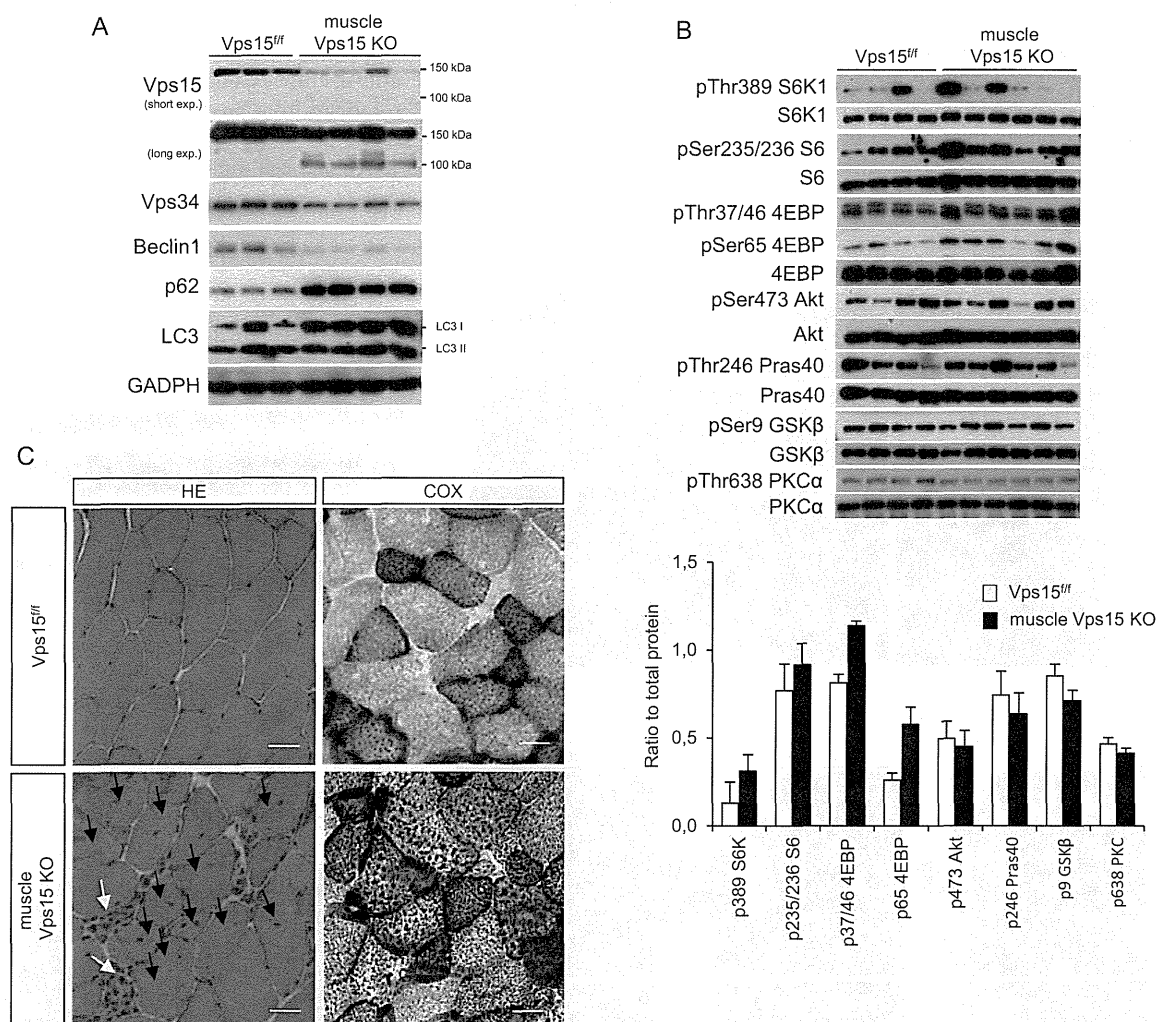 A
Vps15f/f
muscle
Vps15 KO
Vps15
(short exp.)
150 kDa
100 kDa
(long exp.)
150 kDa
100 kDa
Vps34
Beclin1
p62
LC3
LC3 I
LC3 II
GADPH
B
Vps15f/f
muscle
Vps15 KO
pThr389 S6K1
S6K1
pSer235/236 S6
S6
pThr37/46 4EBP
pSer65 4EBP
4EBP
pSer473 Akt
Akt
pThr246 Pras40
Pras40
pSer9 GSKβ
GSKβ
pThr638 PKCα
PKCα
1,5
1,0
0,5
0,0
Ratio to total protein
Vps15f/f
muscle Vps15 KO
p389 S6K
p235/236 S6
p37/46 4EBP
p65 4EBP
p473 Akt
p246 Pras40
p9 GSKβ
p638 PKC
C
HE
COX
Vps15f/f
muscle
Vps15 KO